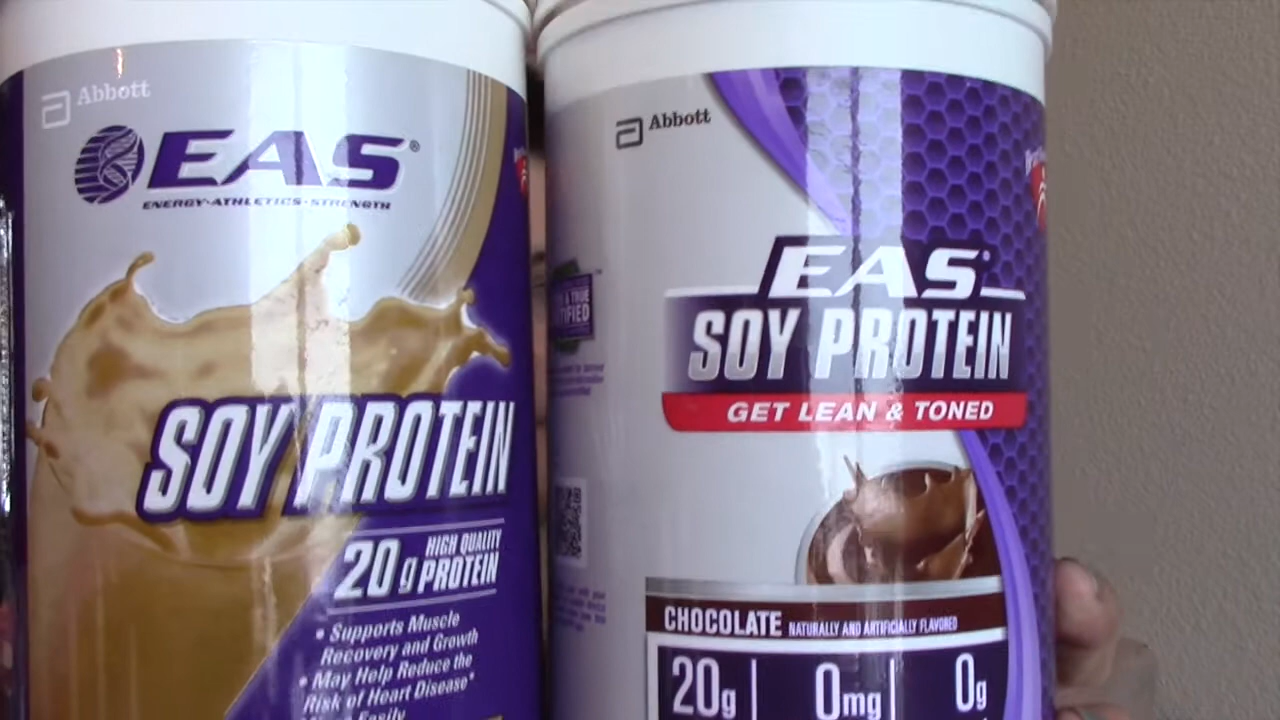 Abbott
EAS®
ENERGY•ATHLETICS•STRENGTH
SOY PROTEIN
20g HIGH QUALITY
PROTEIN
• Supports Muscle
Recovery and Growth
• May Help Reduce the
Risk of Heart Disease*
Easily
Abbott
EAS
SOY PROTEIN
GET LEAN & TONED
CHOCOLATE NATURALLY AND ARTIFICIALLY FLAVORED
20g 0mg 0g